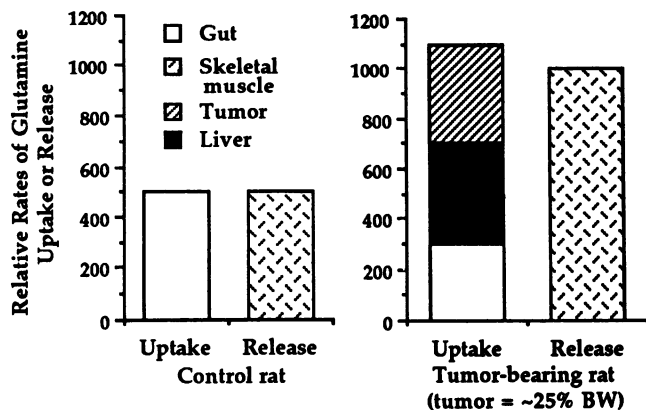 Relative Rates of Glutamine
Uptake or Release
1200
1000
800
600
400
200
0
Gut
Skeletal
muscle
Tumor
Liver
Uptake Release
Control rat
1200
1000
800
600
400
200
0
Uptake Release
Tumor-bearing rat
(tumor = ~25% BW)